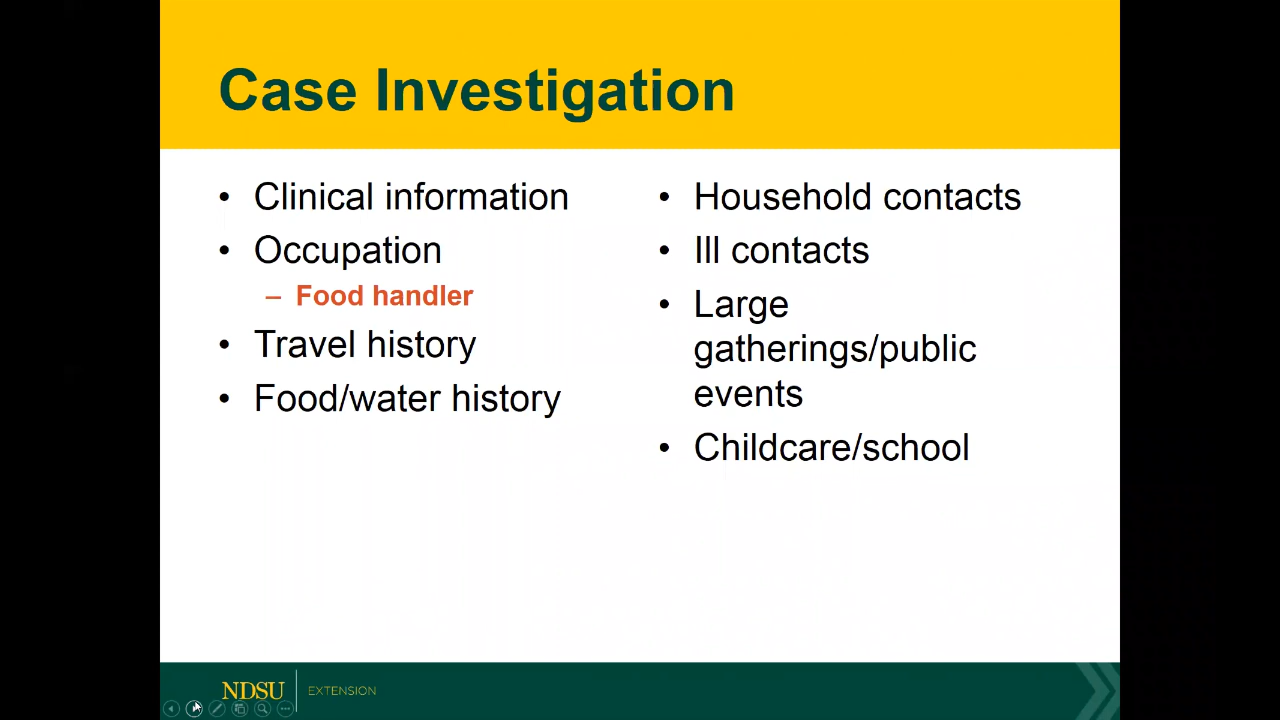 Case Investigation
• Clinical information
• Occupation
– Food handler
• Travel history
• Food/water history
• Household contacts
• Ill contacts
• Large
gatherings/public
events
• Childcare/school
NDSU EXTENSION